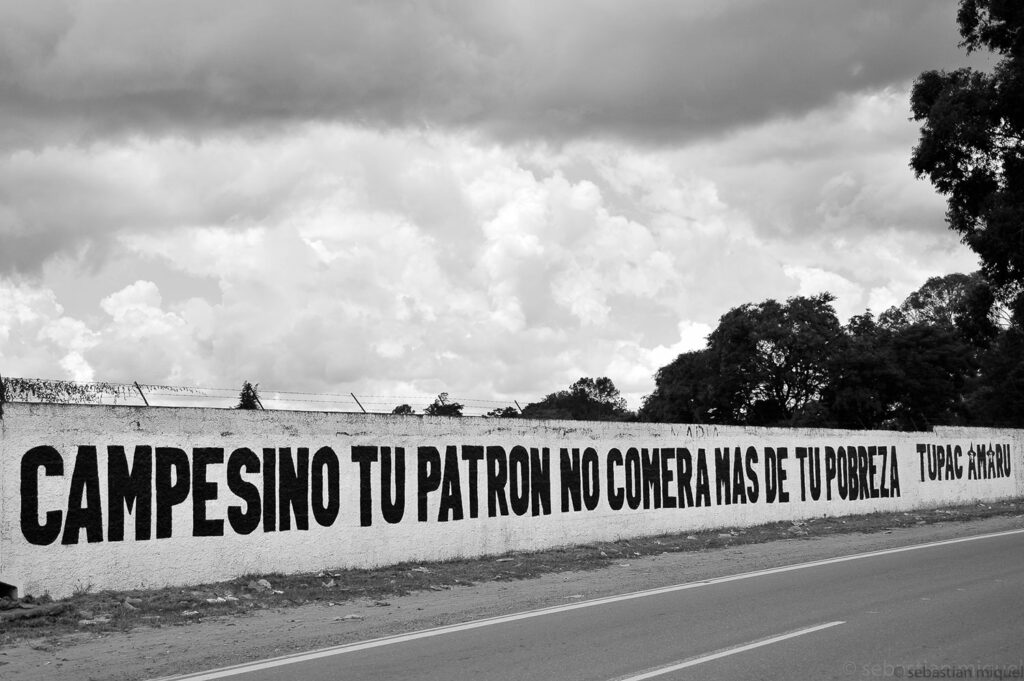 CAMPESINO TU PATRON NO COMERA MAS DE TU POBREZA TUPAC AMARU
© sebastian miquel